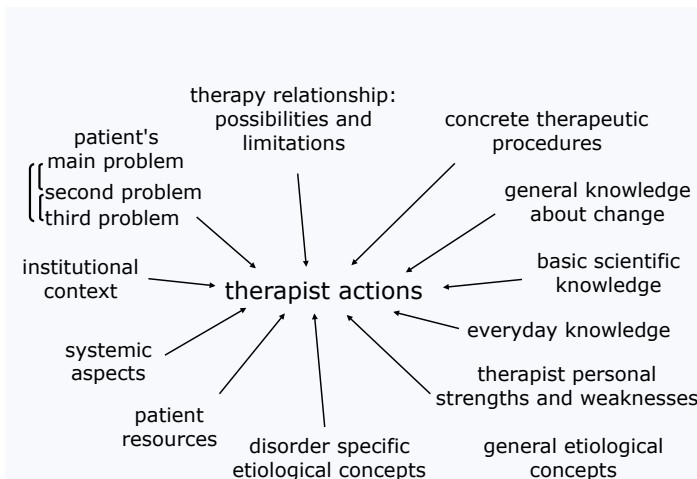 therapy relationship:
possibilities and
limitations
concrete therapeutic
procedures
patient's
main problem
second problem
third problem
general knowledge
about change
institutional
context
basic scientific
knowledge
therapist actions
everyday knowledge
systemic
aspects
therapist personal
strengths and weaknesses
patient
resources
disorder specific
etiological concepts
general etiological
concepts